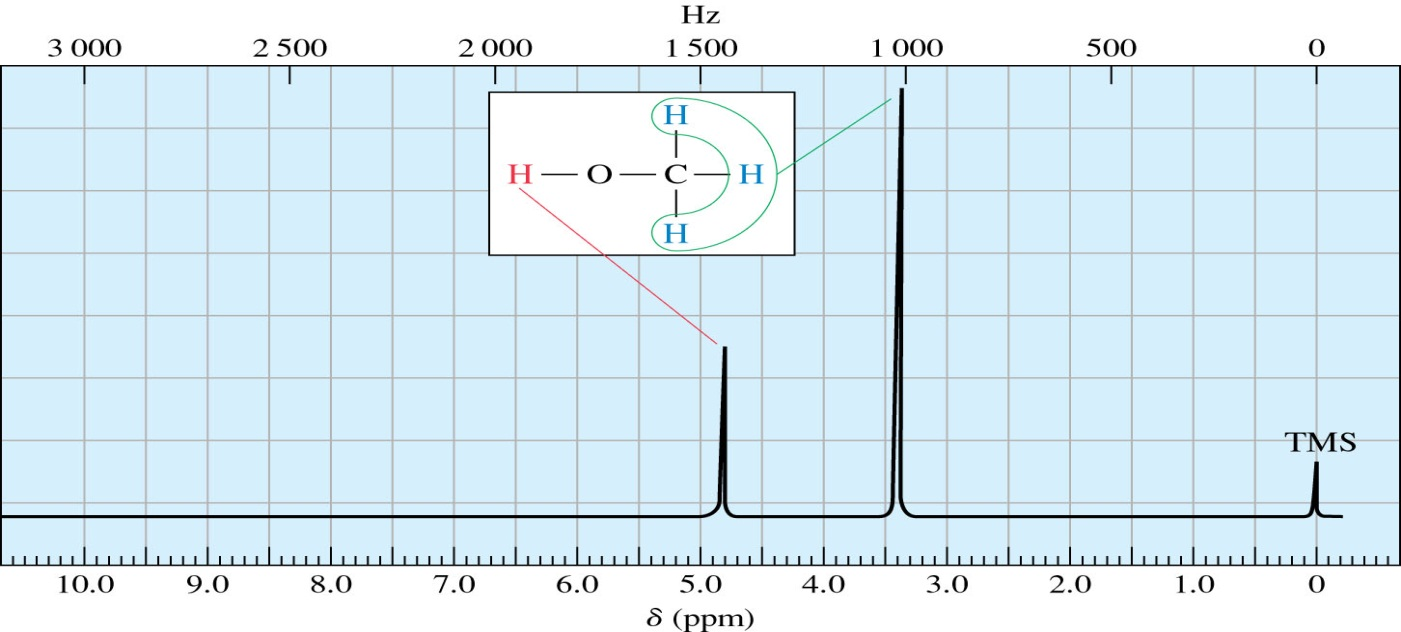 Hz
3 000 2 500 2 000 1 500 1 000 500 0
H
H — O — C — H
H
TMS
10.0 9.0 8.0 7.0 6.0 5.0 4.0 3.0 2.0 1.0 0
δ (ppm)